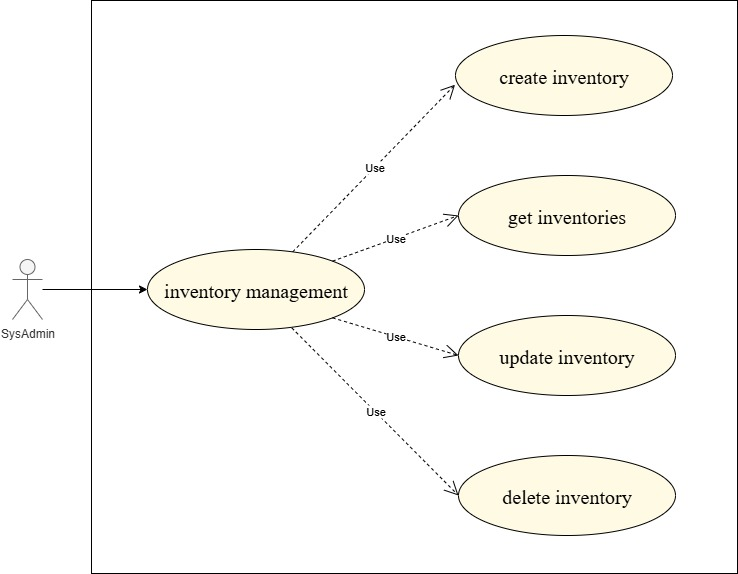 create inventory
Use
get inventories
Use
inventory management
SysAdmin
Use
update inventory
Use
delete inventory